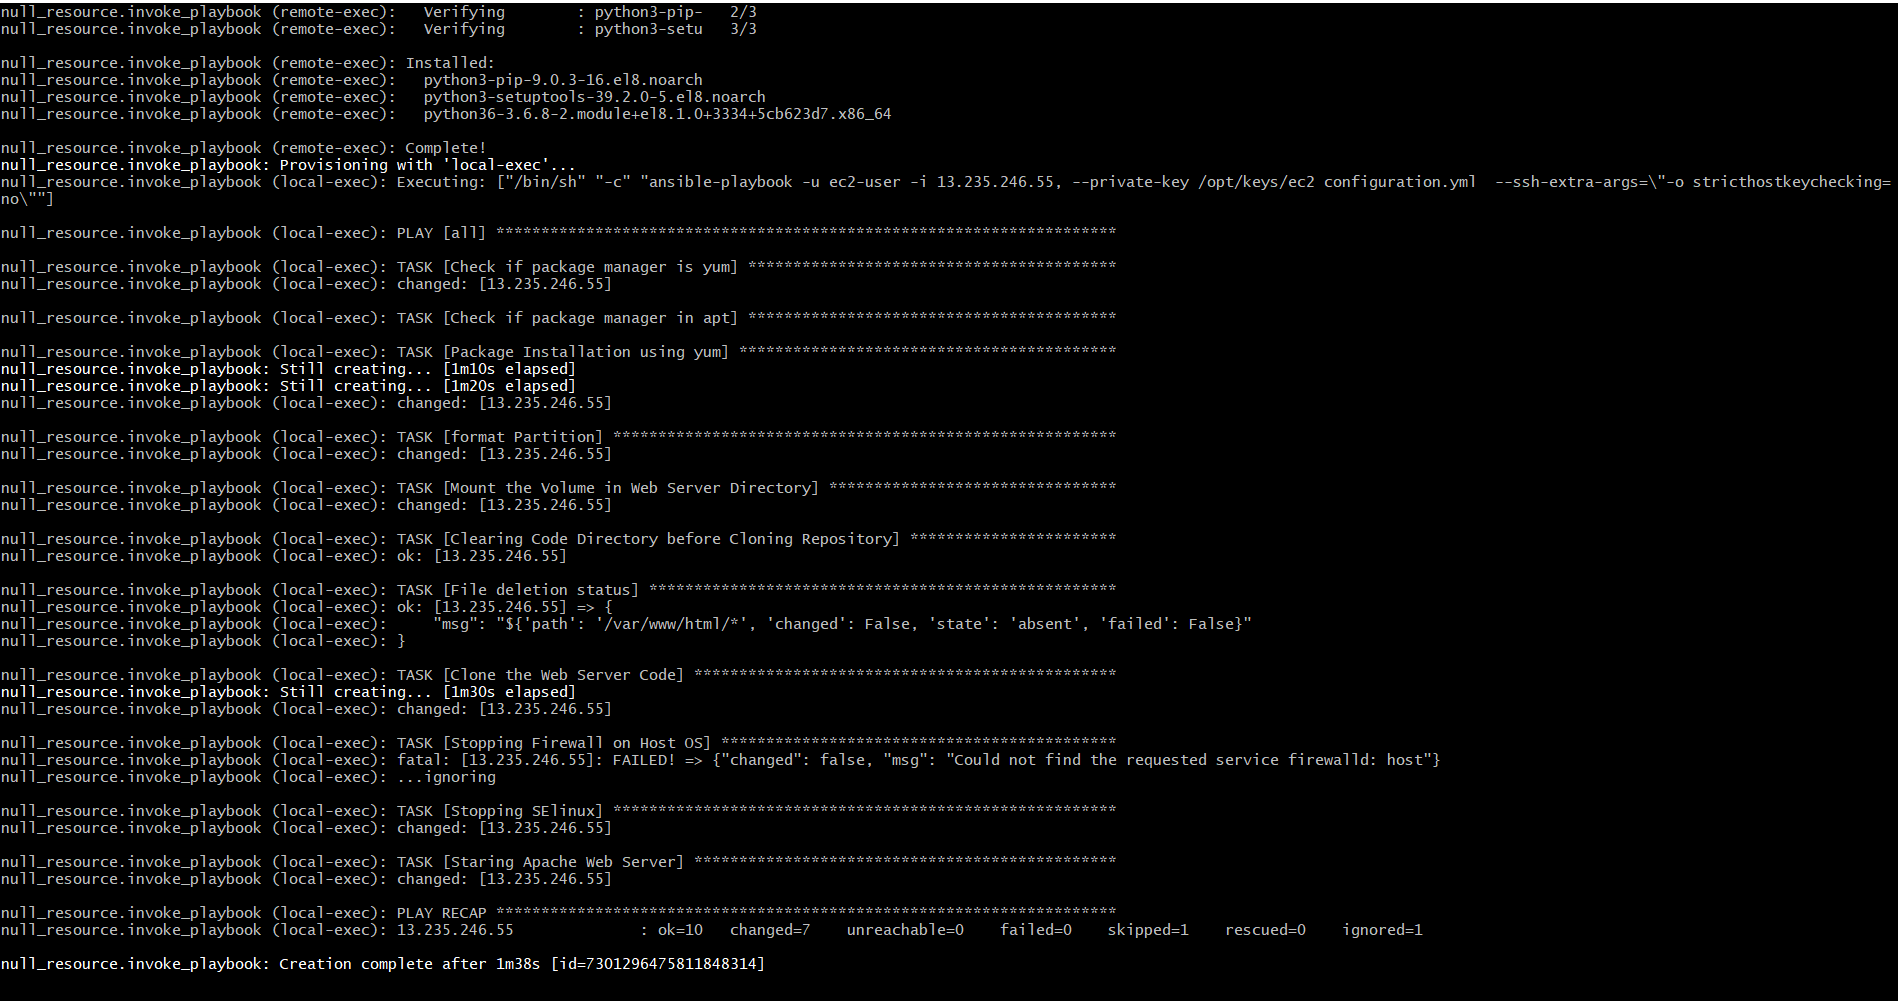 null_resource.invoke_playbook (remote-exec):   Verifying        : python3-pip-   2/3
null_resource.invoke_playbook (remote-exec):   Verifying        : python3-setu   3/3
null_resource.invoke_playbook (remote-exec): Installed:
null_resource.invoke_playbook (remote-exec):   python3-pip-9.0.3-16.el8.noarch
null_resource.invoke_playbook (remote-exec):   python3-setuptools-39.2.0-5.el8.noarch
null_resource.invoke_playbook (remote-exec):   python36-3.6.8-2.module+el8.1.0+3334+5cb623d7.x86_64
null_resource.invoke_playbook (remote-exec): Complete!
null_resource.invoke_playbook: Provisioning with 'local-exec'...
null_resource.invoke_playbook (local-exec): Executing: ["/bin/sh" "-c" "ansible-playbook -u ec2-user -i 13.235.246.55, --private-key /opt/keys/ec2 configuration.yml  --ssh-extra-args=\"-o stricthostkeychecking=
no\""]
null_resource.invoke_playbook (local-exec): PLAY [all] *********************************************************************
null_resource.invoke_playbook (local-exec): TASK [Check if package manager is yum] *****************************************
null_resource.invoke_playbook (local-exec): changed: [13.235.246.55]
null_resource.invoke_playbook (local-exec): TASK [Check if package manager in apt] *****************************************
null_resource.invoke_playbook (local-exec): TASK [Package Installation using yum] ******************************************
null_resource.invoke_playbook: Still creating... [1m10s elapsed]
null_resource.invoke_playbook: Still creating... [1m20s elapsed]
null_resource.invoke_playbook (local-exec): changed: [13.235.246.55]
null_resource.invoke_playbook (local-exec): TASK [format Partition] ********************************************************
null_resource.invoke_playbook (local-exec): changed: [13.235.246.55]
null_resource.invoke_playbook (local-exec): TASK [Mount the Volume in Web Server Directory] ********************************
null_resource.invoke_playbook (local-exec): changed: [13.235.246.55]
null_resource.invoke_playbook (local-exec): TASK [Clearing Code Directory before Cloning Repository] ***********************
null_resource.invoke_playbook (local-exec): ok: [13.235.246.55]
null_resource.invoke_playbook (local-exec): TASK [File deletion status] ****************************************************
null_resource.invoke_playbook (local-exec): ok: [13.235.246.55] => {
null_resource.invoke_playbook (local-exec):     "msg": "${'path': '/var/www/html/*', 'changed': False, 'state': 'absent', 'failed': False}"
null_resource.invoke_playbook (local-exec): }
null_resource.invoke_playbook (local-exec): TASK [Clone the Web Server Code] ***********************************************
null_resource.invoke_playbook: Still creating... [1m30s elapsed]
null_resource.invoke_playbook (local-exec): changed: [13.235.246.55]
null_resource.invoke_playbook (local-exec): TASK [Stopping Firewall on Host OS] ********************************************
null_resource.invoke_playbook (local-exec): fatal: [13.235.246.55]: FAILED! => {"changed": false, "msg": "Could not find the requested service firewalld: host"}
null_resource.invoke_playbook (local-exec): ...ignoring
null_resource.invoke_playbook (local-exec): TASK [Stopping SElinux] ********************************************************
null_resource.invoke_playbook (local-exec): changed: [13.235.246.55]
null_resource.invoke_playbook (local-exec): TASK [Staring Apache Web Server] ***********************************************
null_resource.invoke_playbook (local-exec): changed: [13.235.246.55]
null_resource.invoke_playbook (local-exec): PLAY RECAP *********************************************************************
null_resource.invoke_playbook (local-exec): 13.235.246.55              : ok=10   changed=7    unreachable=0    failed=0    skipped=1    rescued=0    ignored=1
null_resource.invoke_playbook: Creation complete after 1m38s [id=7301296475811848314]